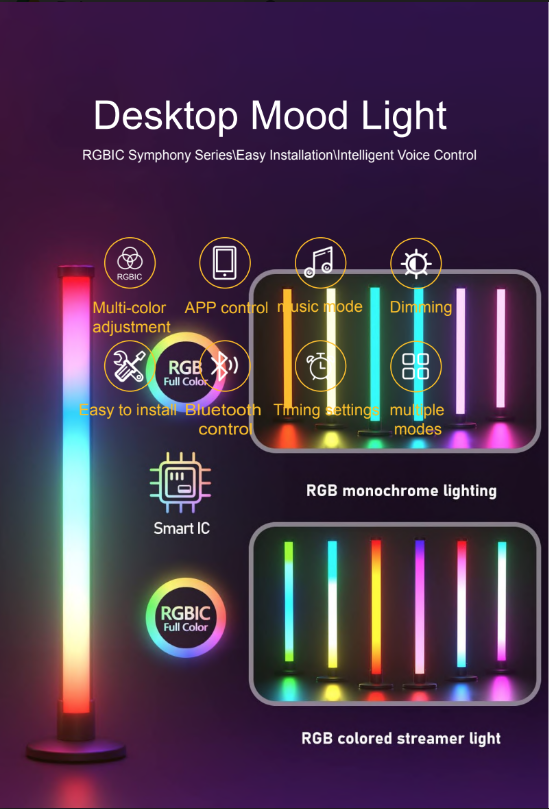 Desktop Mood Light
RGBIC Symphony Series\Easy Installation\Intelligent Voice Control
RGBIC
Multi-color
adjustment
APP control
music mode
Dimming
RGB
Full Color
Easy to install
Bluetooth
control
Timing settings
multiple
modes
RGB monochrome lighting
Smart IC
RGBIC
Full Color
RGB colored streamer light